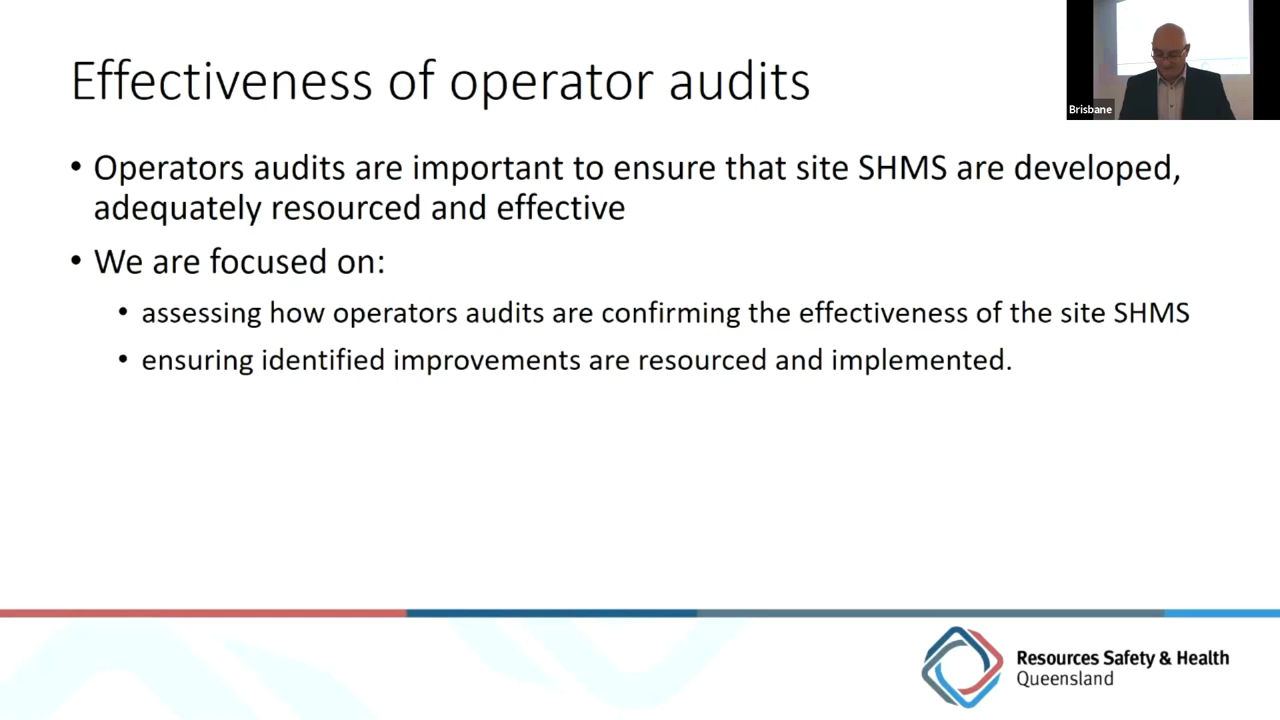 Effectiveness of operator audits
Brisbane
• Operators audits are important to ensure that site SHMS are developed,
adequately resourced and effective
• We are focused on:
• assessing how operators audits are confirming the effectiveness of the site SHMS
• ensuring identified improvements are resourced and implemented.
Resources Safety & Health
Queensland